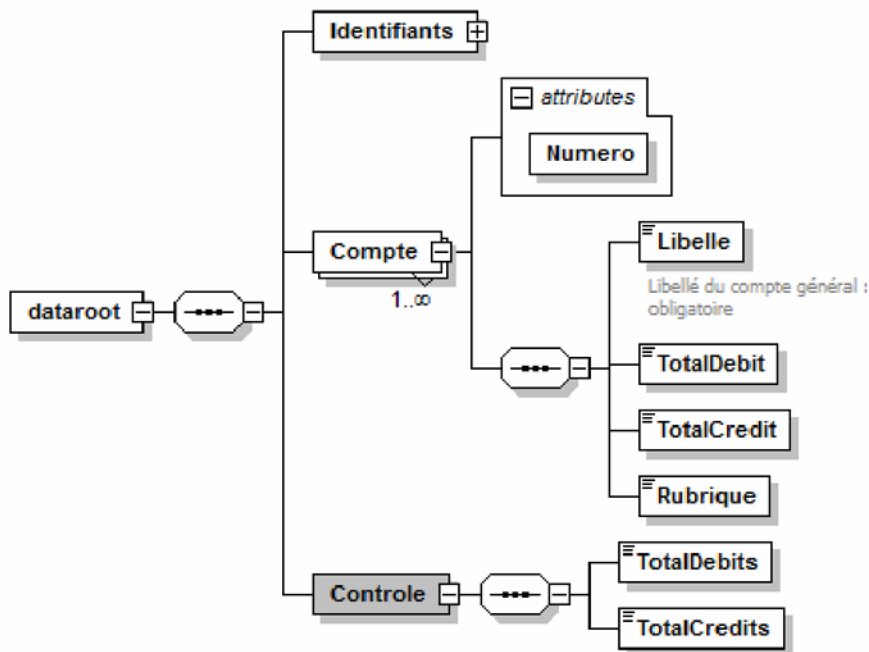 Identifiants
attributes
Numero
Compte
1..∞
Libelle
Libellé du compte général :
obligatoire
dataroot
TotalDebit
TotalCredit
Rubrique
TotalDebits
Controle
TotalCredits